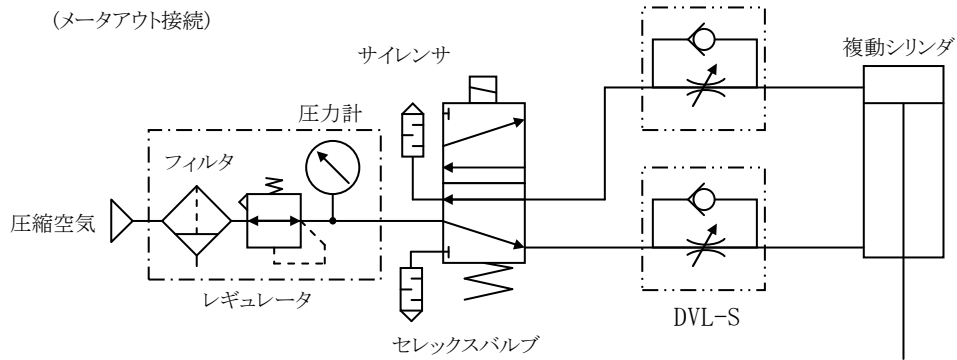 (メータアウト接続)
サイレンサ
複動シリンダ
圧力計
フィルタ
圧縮空気
レギュレータ
DVL-S
セレックスバルブ